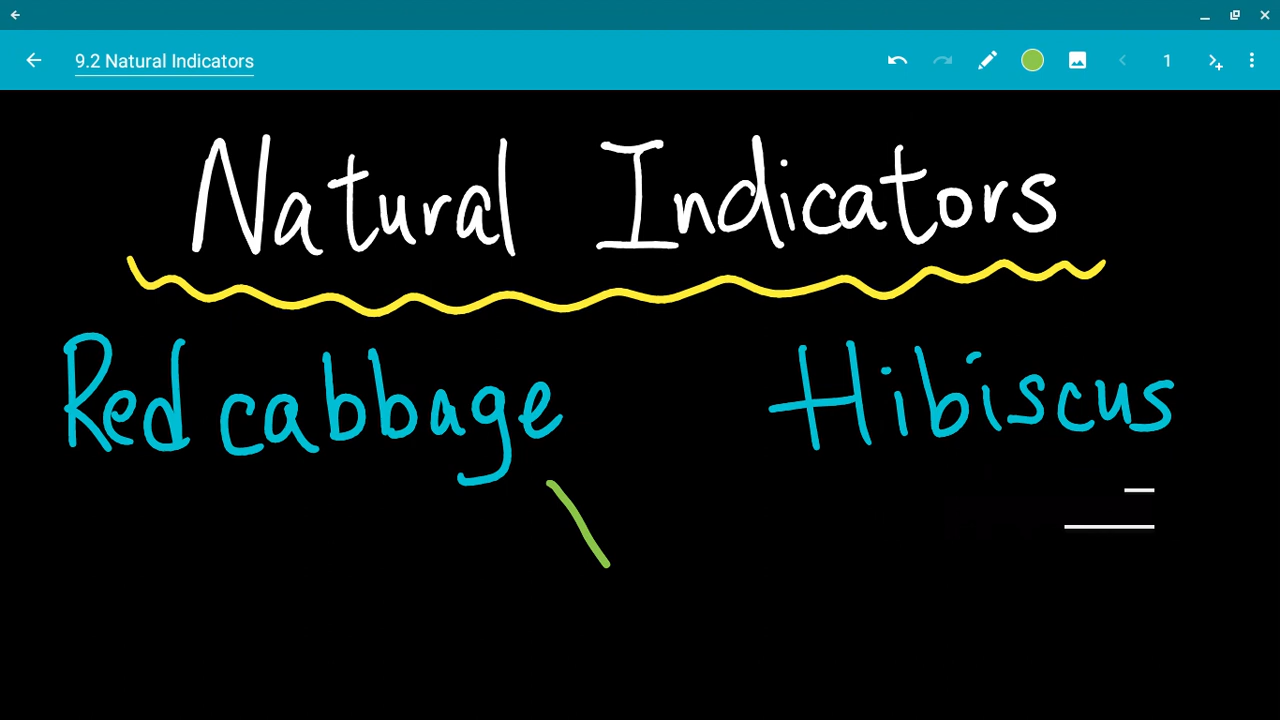 9.2 Natural Indicators
1
Natural Indicators
Red cabbage
Hibiscus